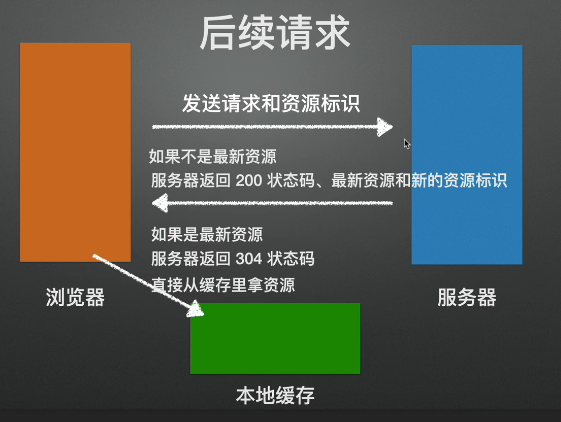 后续请求
发送请求和资源标识
如果不是最新资源
服务器返回 200 状态码、最新资源和新的资源标识
如果是最新资源
服务器返回 304 状态码
直接从缓存里拿资源
浏览器
服务器
本地缓存